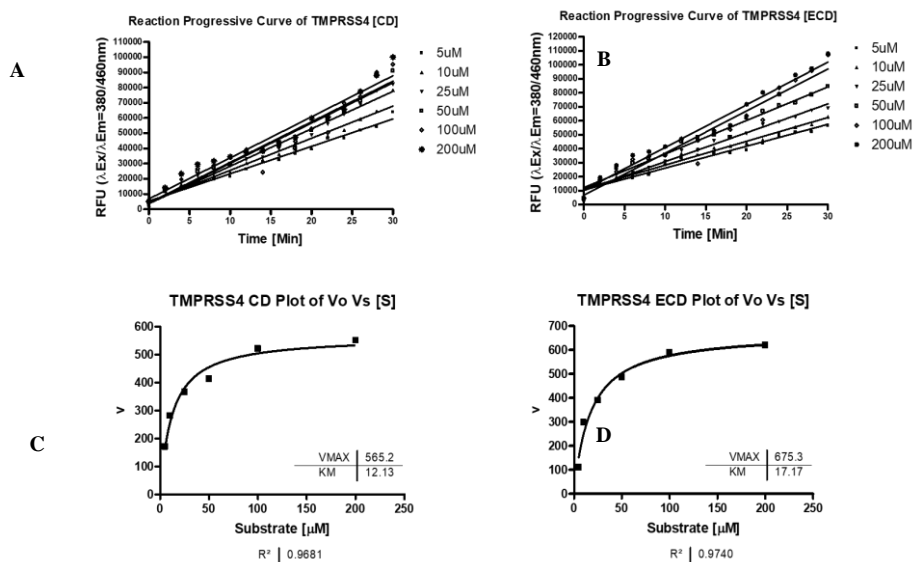 A
Reaction Progressive Curve of TMPRSS4 [CD]
RFU (λEx/λEm=380/460nm)
110000
100000
90000
80000
70000
60000
50000
40000
30000
20000
10000
0
0 5 10 15 20 25 30
Time [Min]
5uM
10uM
25uM
50uM
100uM
200uM
B
Reaction Progressive Curve of TMPRSS4 [ECD]
RFU (λEx/λEm=380/460nm)
120000
110000
100000
90000
80000
70000
60000
50000
40000
30000
20000
10000
0
0 5 10 15 20 25 30
Time [Min]
5uM
10uM
25uM
50uM
100uM
200uM
C
TMPRSS4 CD Plot of Vo Vs [S]
v
600
500
400
300
200
100
0
0 50 100 150 200 250
Substrate [µM]
VMAX 565.2
KM 12.13
R² 0.9681
D
TMPRSS4 ECD Plot of Vo Vs [S]
v
700
600
500
400
300
200
100
0
0 50 100 150 200 250
Substrate [µM]
VMAX 675.3
KM 17.17
R² 0.9740